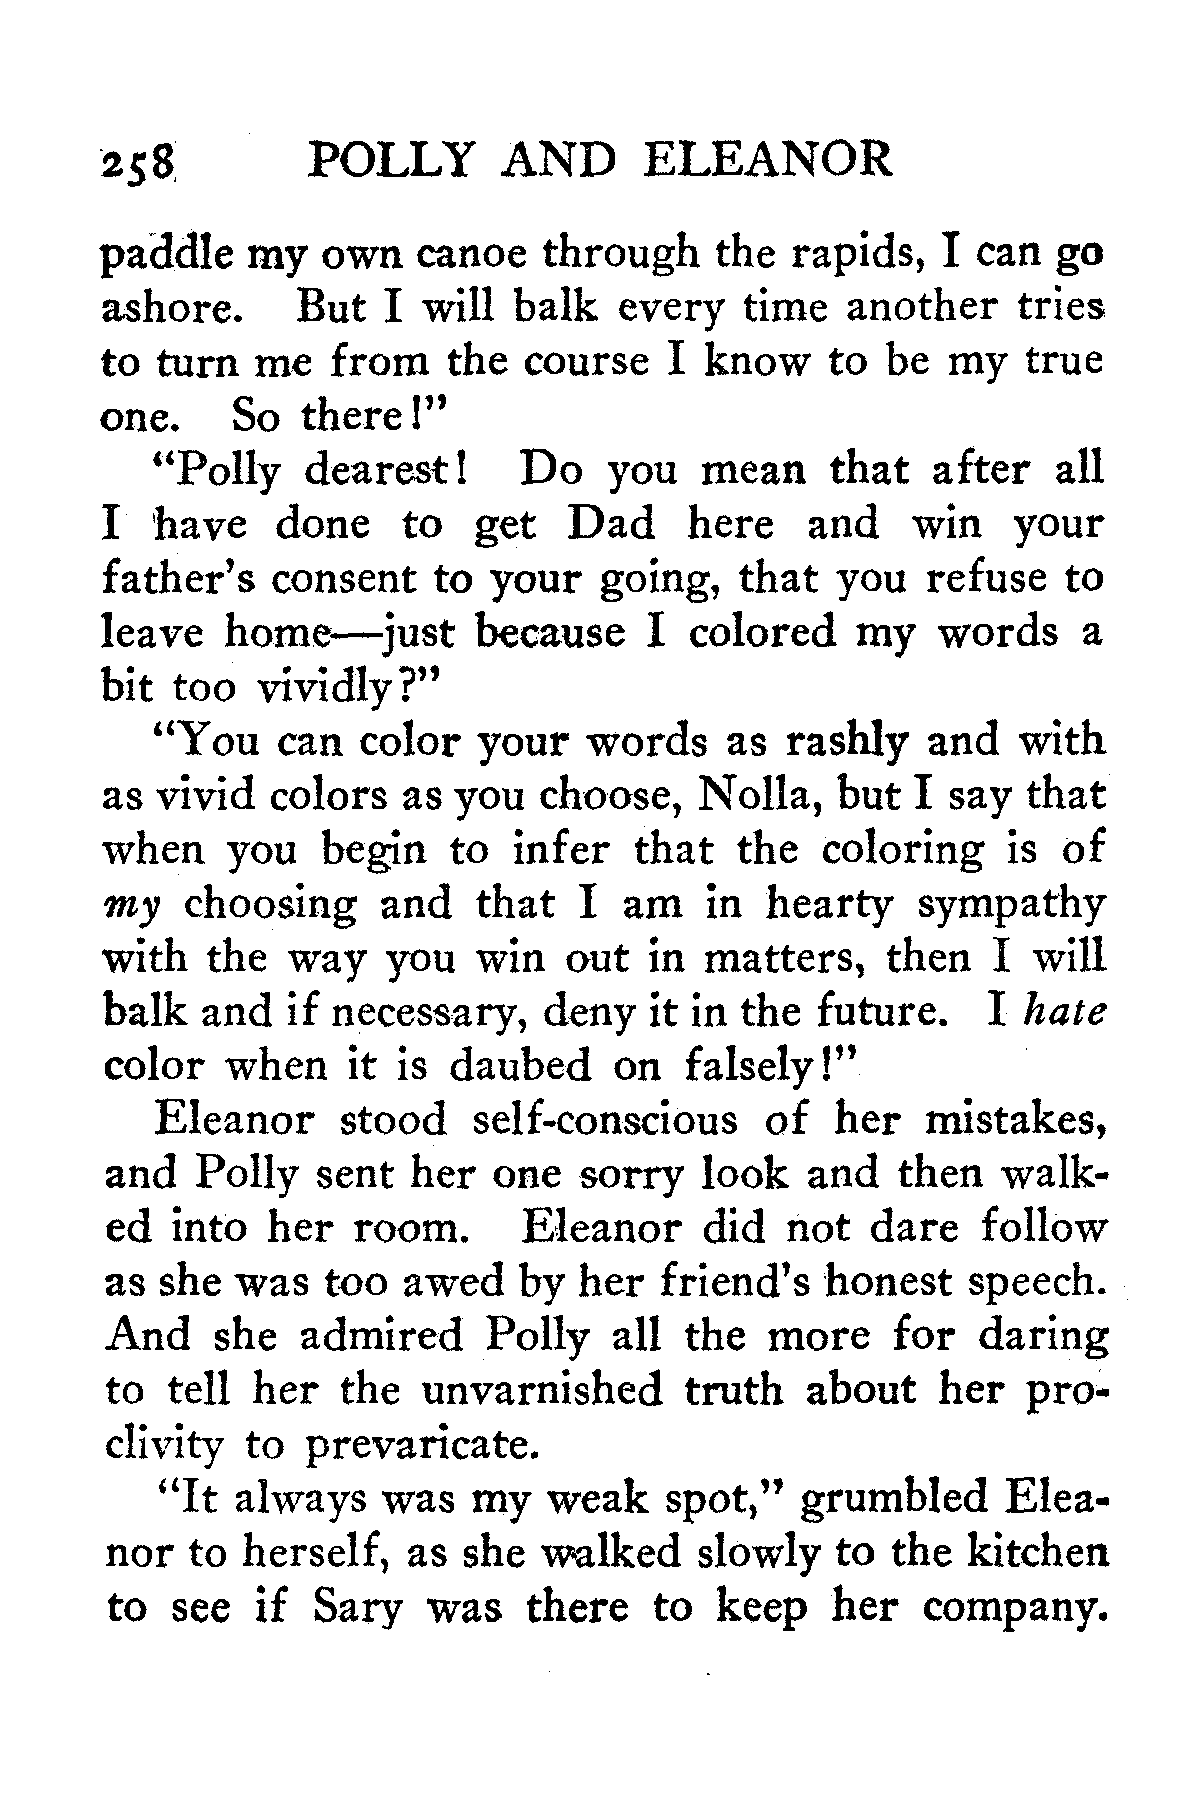 258 POLLY AND ELEANOR
paddle my own canoe through the rapids, I can go
ashore. But I will balk every time another tries
to turn me from the course I know to be my true
one. So there!"
"Polly dearest! Do you mean that after all
I have done to get Dad here and win your
father's consent to your going, that you refuse to
leave home—just because I colored my words a
bit too vividly?"
"You can color your words as rashly and with
as vivid colors as you choose, Nolla, but I say that
when you begin to infer that the coloring is of
my choosing and that I am in hearty sympathy
with the way you win out in matters, then I will
balk and if necessary, deny it in the future. I hate
color when it is daubed on falsely!"
Eleanor stood self-conscious of her mistakes,
and Polly sent her one sorry look and then walk-
ed into her room. Eleanor did not dare follow
as she was too awed by her friend's honest speech.
And she admired Polly all the more for daring
to tell her the unvarnished truth about her pro-
clivity to prevaricate.
"It always was my weak spot," grumbled Elea-
nor to herself, as she walked slowly to the kitchen
to see if Sary was there to keep her company.